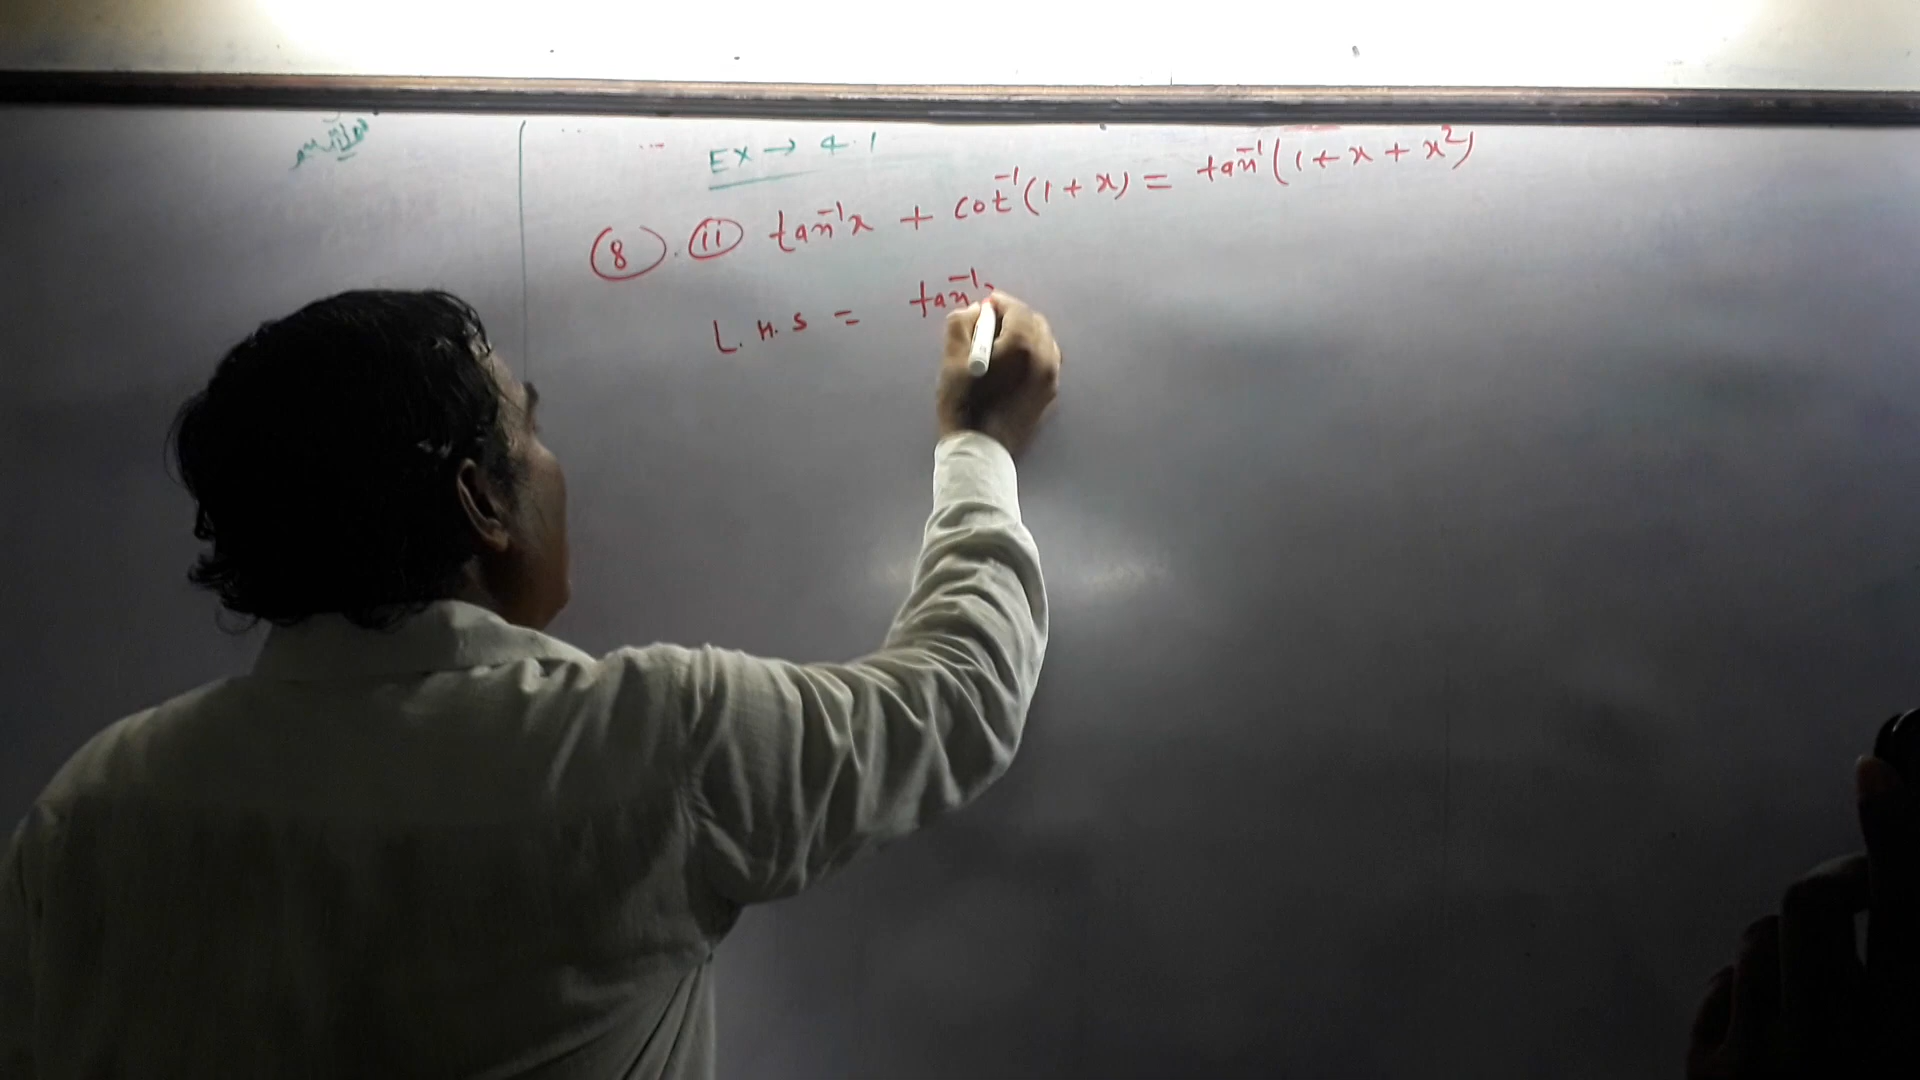 EX → 4.1
(8). (ii) tan⁻¹x + cot⁻¹(1+x) = tan⁻¹(1+x+x²)
L.H.S = tan⁻¹